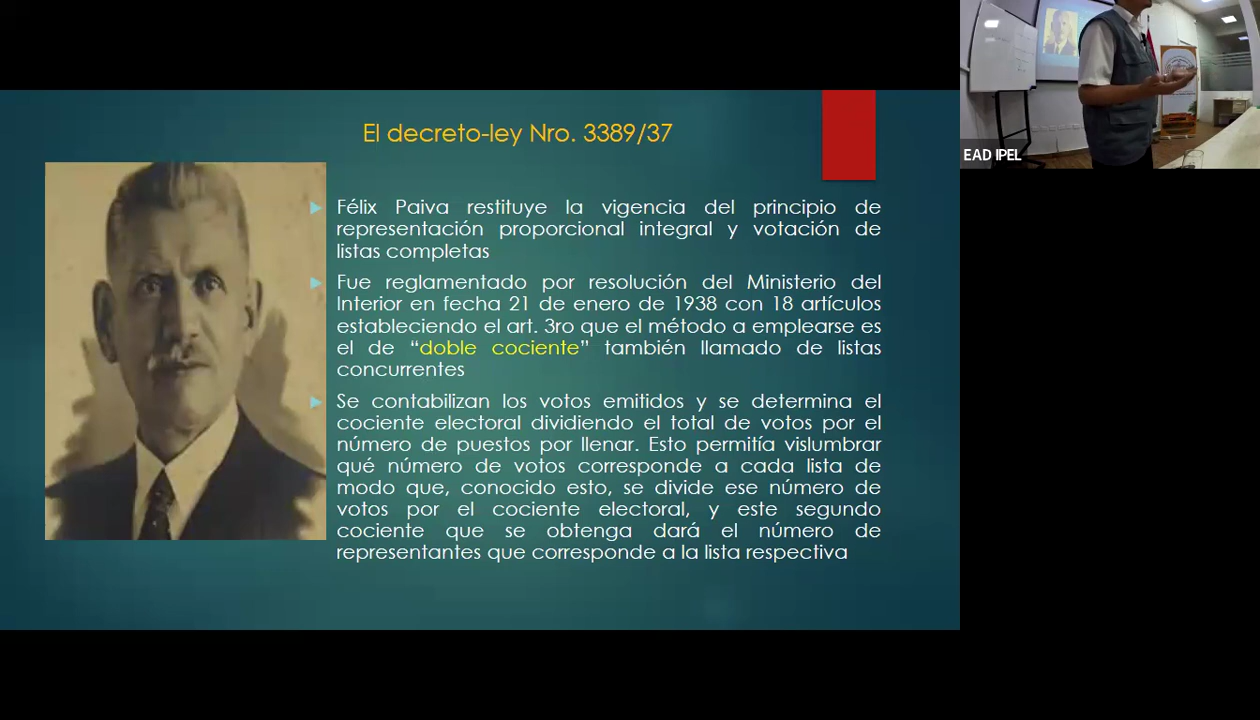 El decreto-ley Nro. 3389/37
Félix Paiva restituye la vigencia del principio de
representación proporcional integral y votación de
listas completas
Fue reglamentado por resolución del Ministerio del
Interior en fecha 21 de enero de 1938 con 18 artículos
estableciendo el art. 3ro que el método a emplearse es
el de “doble cociente” también llamado de listas
concurrentes
Se contabilizan los votos emitidos y se determina el
cociente electoral dividiendo el total de votos por el
número de puestos por llenar. Esto permitía vislumbrar
qué número de votos corresponde a cada lista de
modo que, conocido esto, se divide ese número de
votos por el cociente electoral, y este segundo
cociente que se obtenga dará el número de
representantes que corresponde a la lista respectiva
EAD IPEL